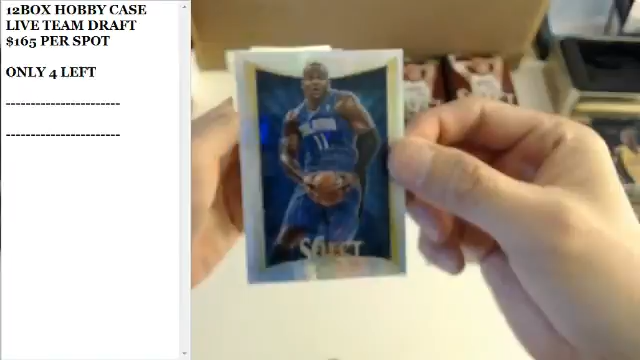 12BOX HOBBY CASE
LIVE TEAM DRAFT
$165 PER SPOT
ONLY 4 LEFT
-----------------------
-----------------------
11
SELECT